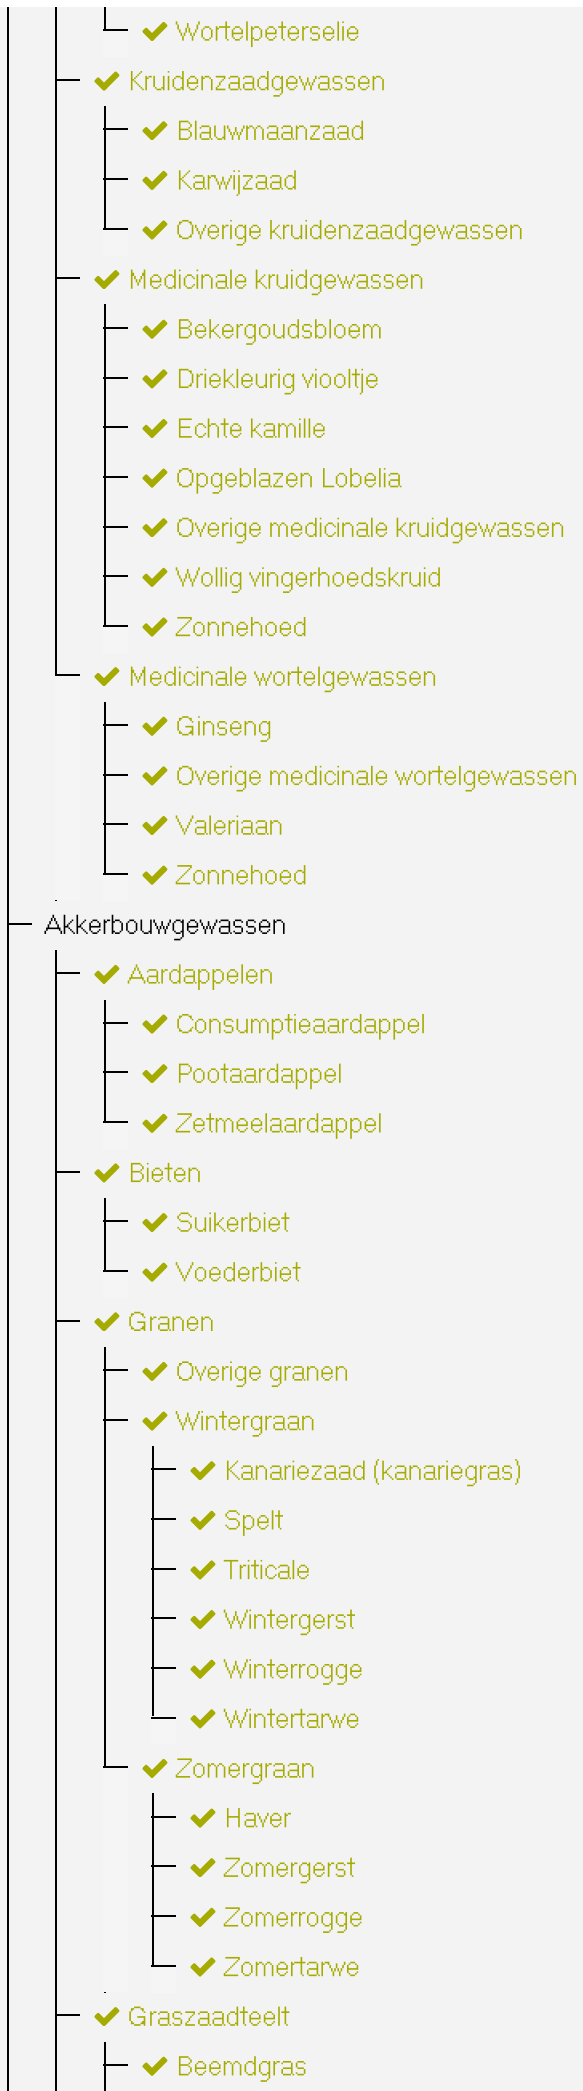 Wortelpeterselie
Kruidenzaadgewassen
Blauwmaanzaad
Karwijzaad
Overige kruidenzaadgewassen
Medicinale kruidgewassen
Bekergoudsbloem
Driekleurig viooltje
Echte kamille
Opgeblazen Lobelia
Overige medicinale kruidgewassen
Wollig vingerhoedskruid
Zonnehoed
Medicinale wortelgewassen
Ginseng
Overige medicinale wortelgewassen
Valeriaan
Zonnehoed
Akkerbouwgewassen
Aardappelen
Consumptieaardappel
Pootaardappel
Zetmeelaardappel
Bieten
Suikerbiet
Voederbiet
Granen
Overige granen
Wintergraan
Kanariezaad (kanariegras)
Spelt
Triticale
Wintergerst
Winterrogge
Wintertarwe
Zomergraan
Haver
Zomergerst
Zomerrogge
Zomertarwe
Graszaadteelt
Beemdgras